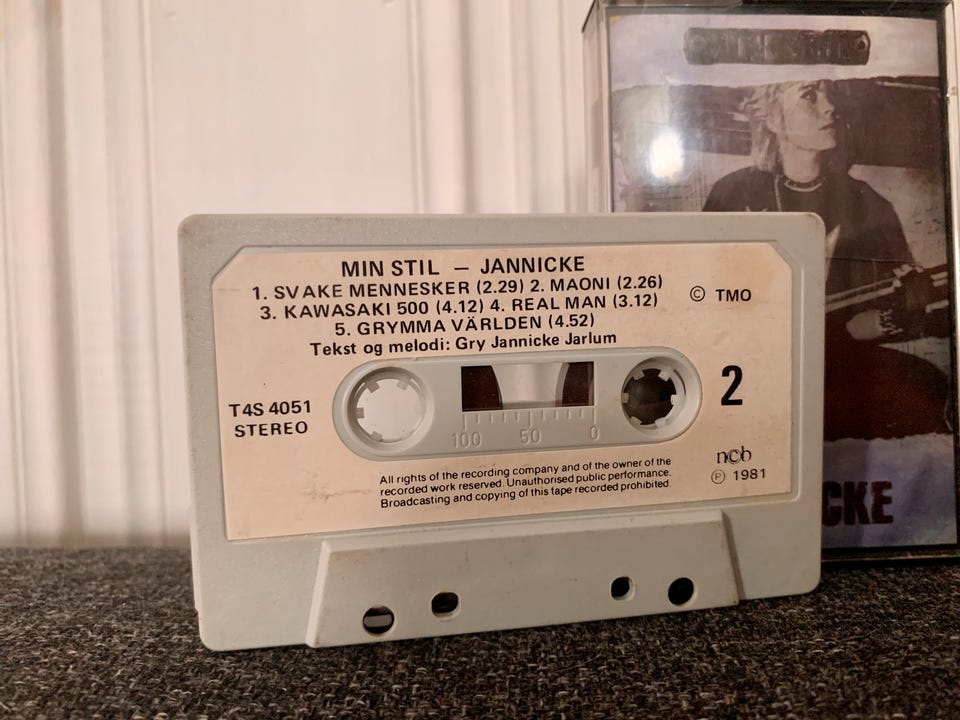 MIN STIL — JANNICKE
1. SVAKE MENNESKER (2.29) 2. MAONI (2.26)
3. KAWASAKI 500 (4.12) 4. REAL MAN (3.12)
5. GRYMMA VÄRLDEN (4.52)
Tekst og melodi: Gry Jannicke Jarlum
© TMO
T4S 4051
STEREO
2
100 50 0
All rights of the recording company and of the owner of the
recorded work reserved. Unauthorised public performance.
Broadcasting and copying of this tape recorded prohibited.
ncb
℗ 1981
MIN STIL
CKE